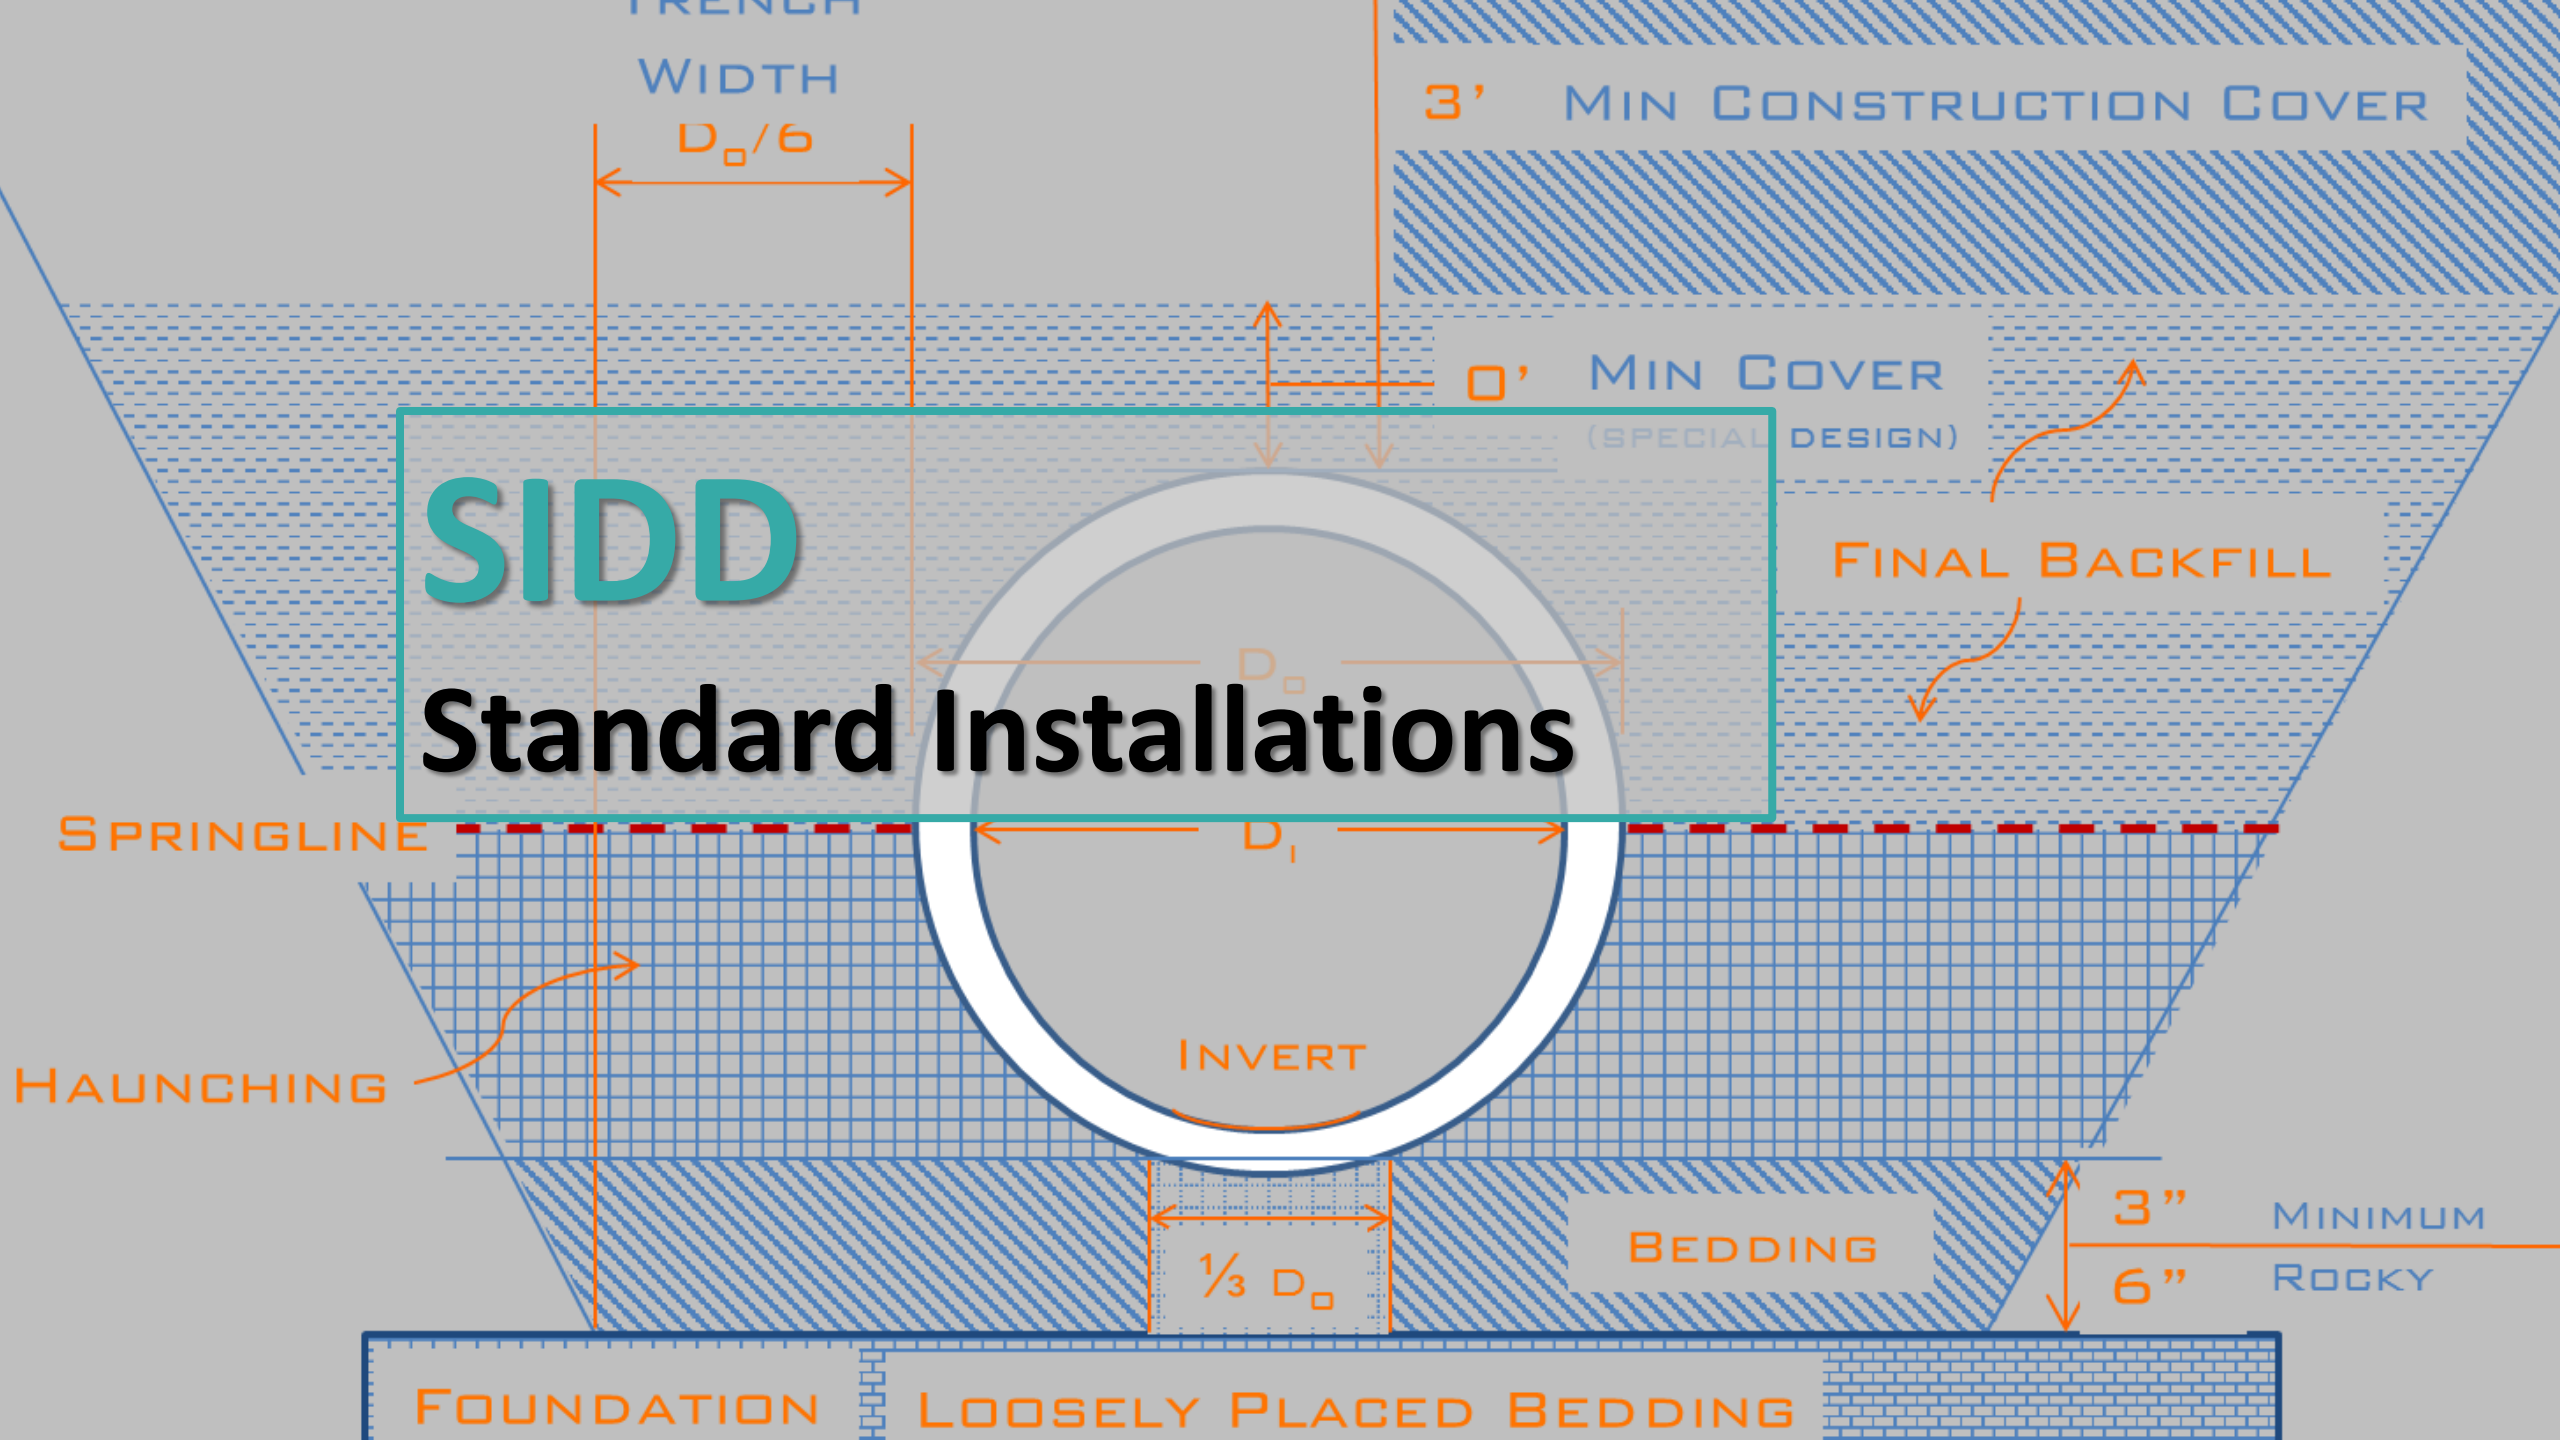 TRENCH
WIDTH
Do/6
3’ MIN CONSTRUCTION COVER
0’ MIN COVER
(SPECIAL DESIGN)
SIDD
FINAL BACKFILL
Do
Standard Installations
SPRINGLINE
DI
INVERT
HAUNCHING
3” MINIMUM
BEDDING
⅓ Do
6” ROCKY
FOUNDATION
LOOSELY PLACED BEDDING